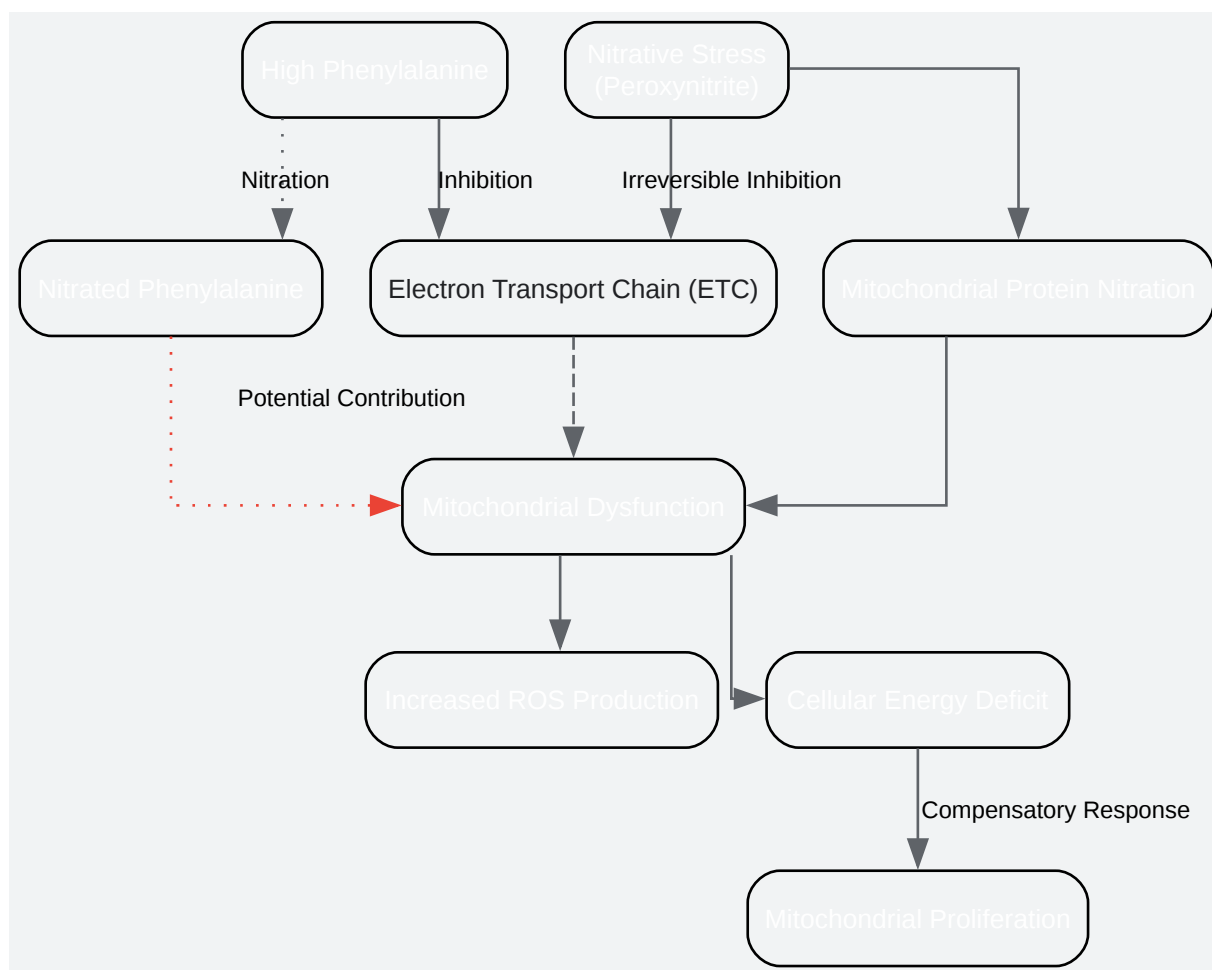 High Phenylalanine
Nitrative Stress
(Peroxynitrite)
Nitration
Inhibition
Irreversible Inhibition
Nitrated Phenylalanine
Electron Transport Chain (ETC)
Mitochondrial Protein Nitration
Potential Contribution
Mitochondrial Dysfunction
Increased ROS Production
Cellular Energy Deficit
Compensatory Response
Mitochondrial Proliferation